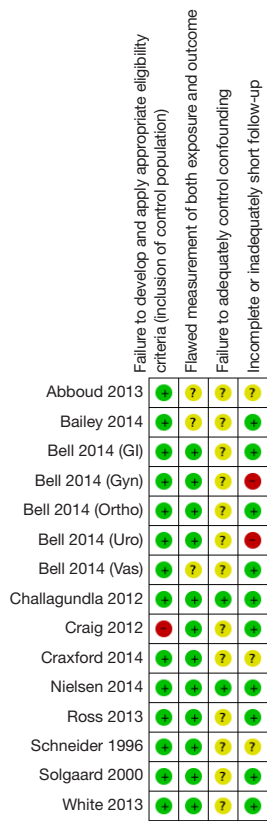 Failure to develop and apply appropriate eligibility
criteria (inclusion of control population)
Flawed measurement of both exposure and outcome
Failure to adequately control confounding
Incomplete or inadequately short follow-up
Abboud 2013 + ? ? ?
Bailey 2014 + ? ? +
Bell 2014 (GI) + + ? +
Bell 2014 (Gyn) + + ? -
Bell 2014 (Ortho) + + ? +
Bell 2014 (Uro) + + ? -
Bell 2014 (Vas) + ? ? +
Challagundla 2012 + + + +
Craig 2012 - + ? +
Craxford 2014 + + ? ?
Nielsen 2014 + + + +
Ross 2013 + + ? +
Schneider 1996 + + ? ?
Solgaard 2000 + + ? +
White 2013 + + ? +